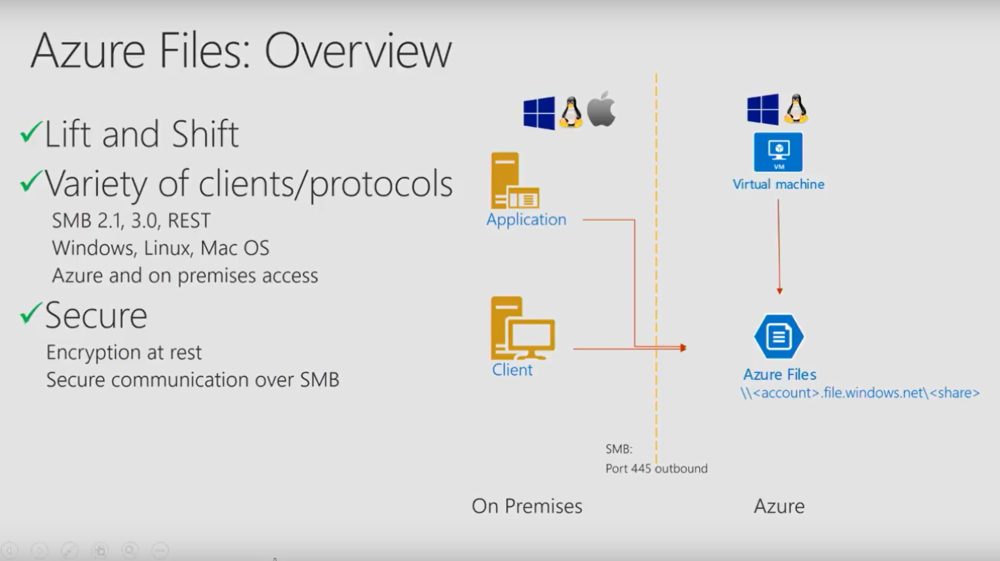 Azure Files: Overview
Lift and Shift
Variety of clients/protocols
SMB 2.1, 3.0, REST
Windows, Linux, Mac OS
Azure and on premises access
Secure
Encryption at rest
Secure communication over SMB
Application
Client
VM
Virtual machine
Azure Files
\\<account>.file.windows.net\<share>
SMB:
Port 445 outbound
On Premises
Azure